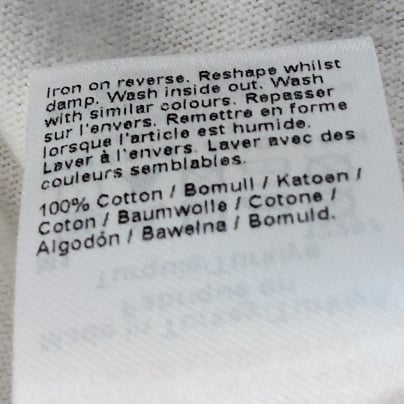 Iron on reverse. Reshape whilst
damp. Wash inside out. Wash
with similar colours. Repasser
sur l'envers. Remettre en forme
lorsque l'article est humide.
Laver à l'envers. Laver avec des
couleurs semblables.
100% Cotton / Bomull / Katoen /
Coton / Baumwolle / Cotone /
Algodón / Bawełna / Bomuld.